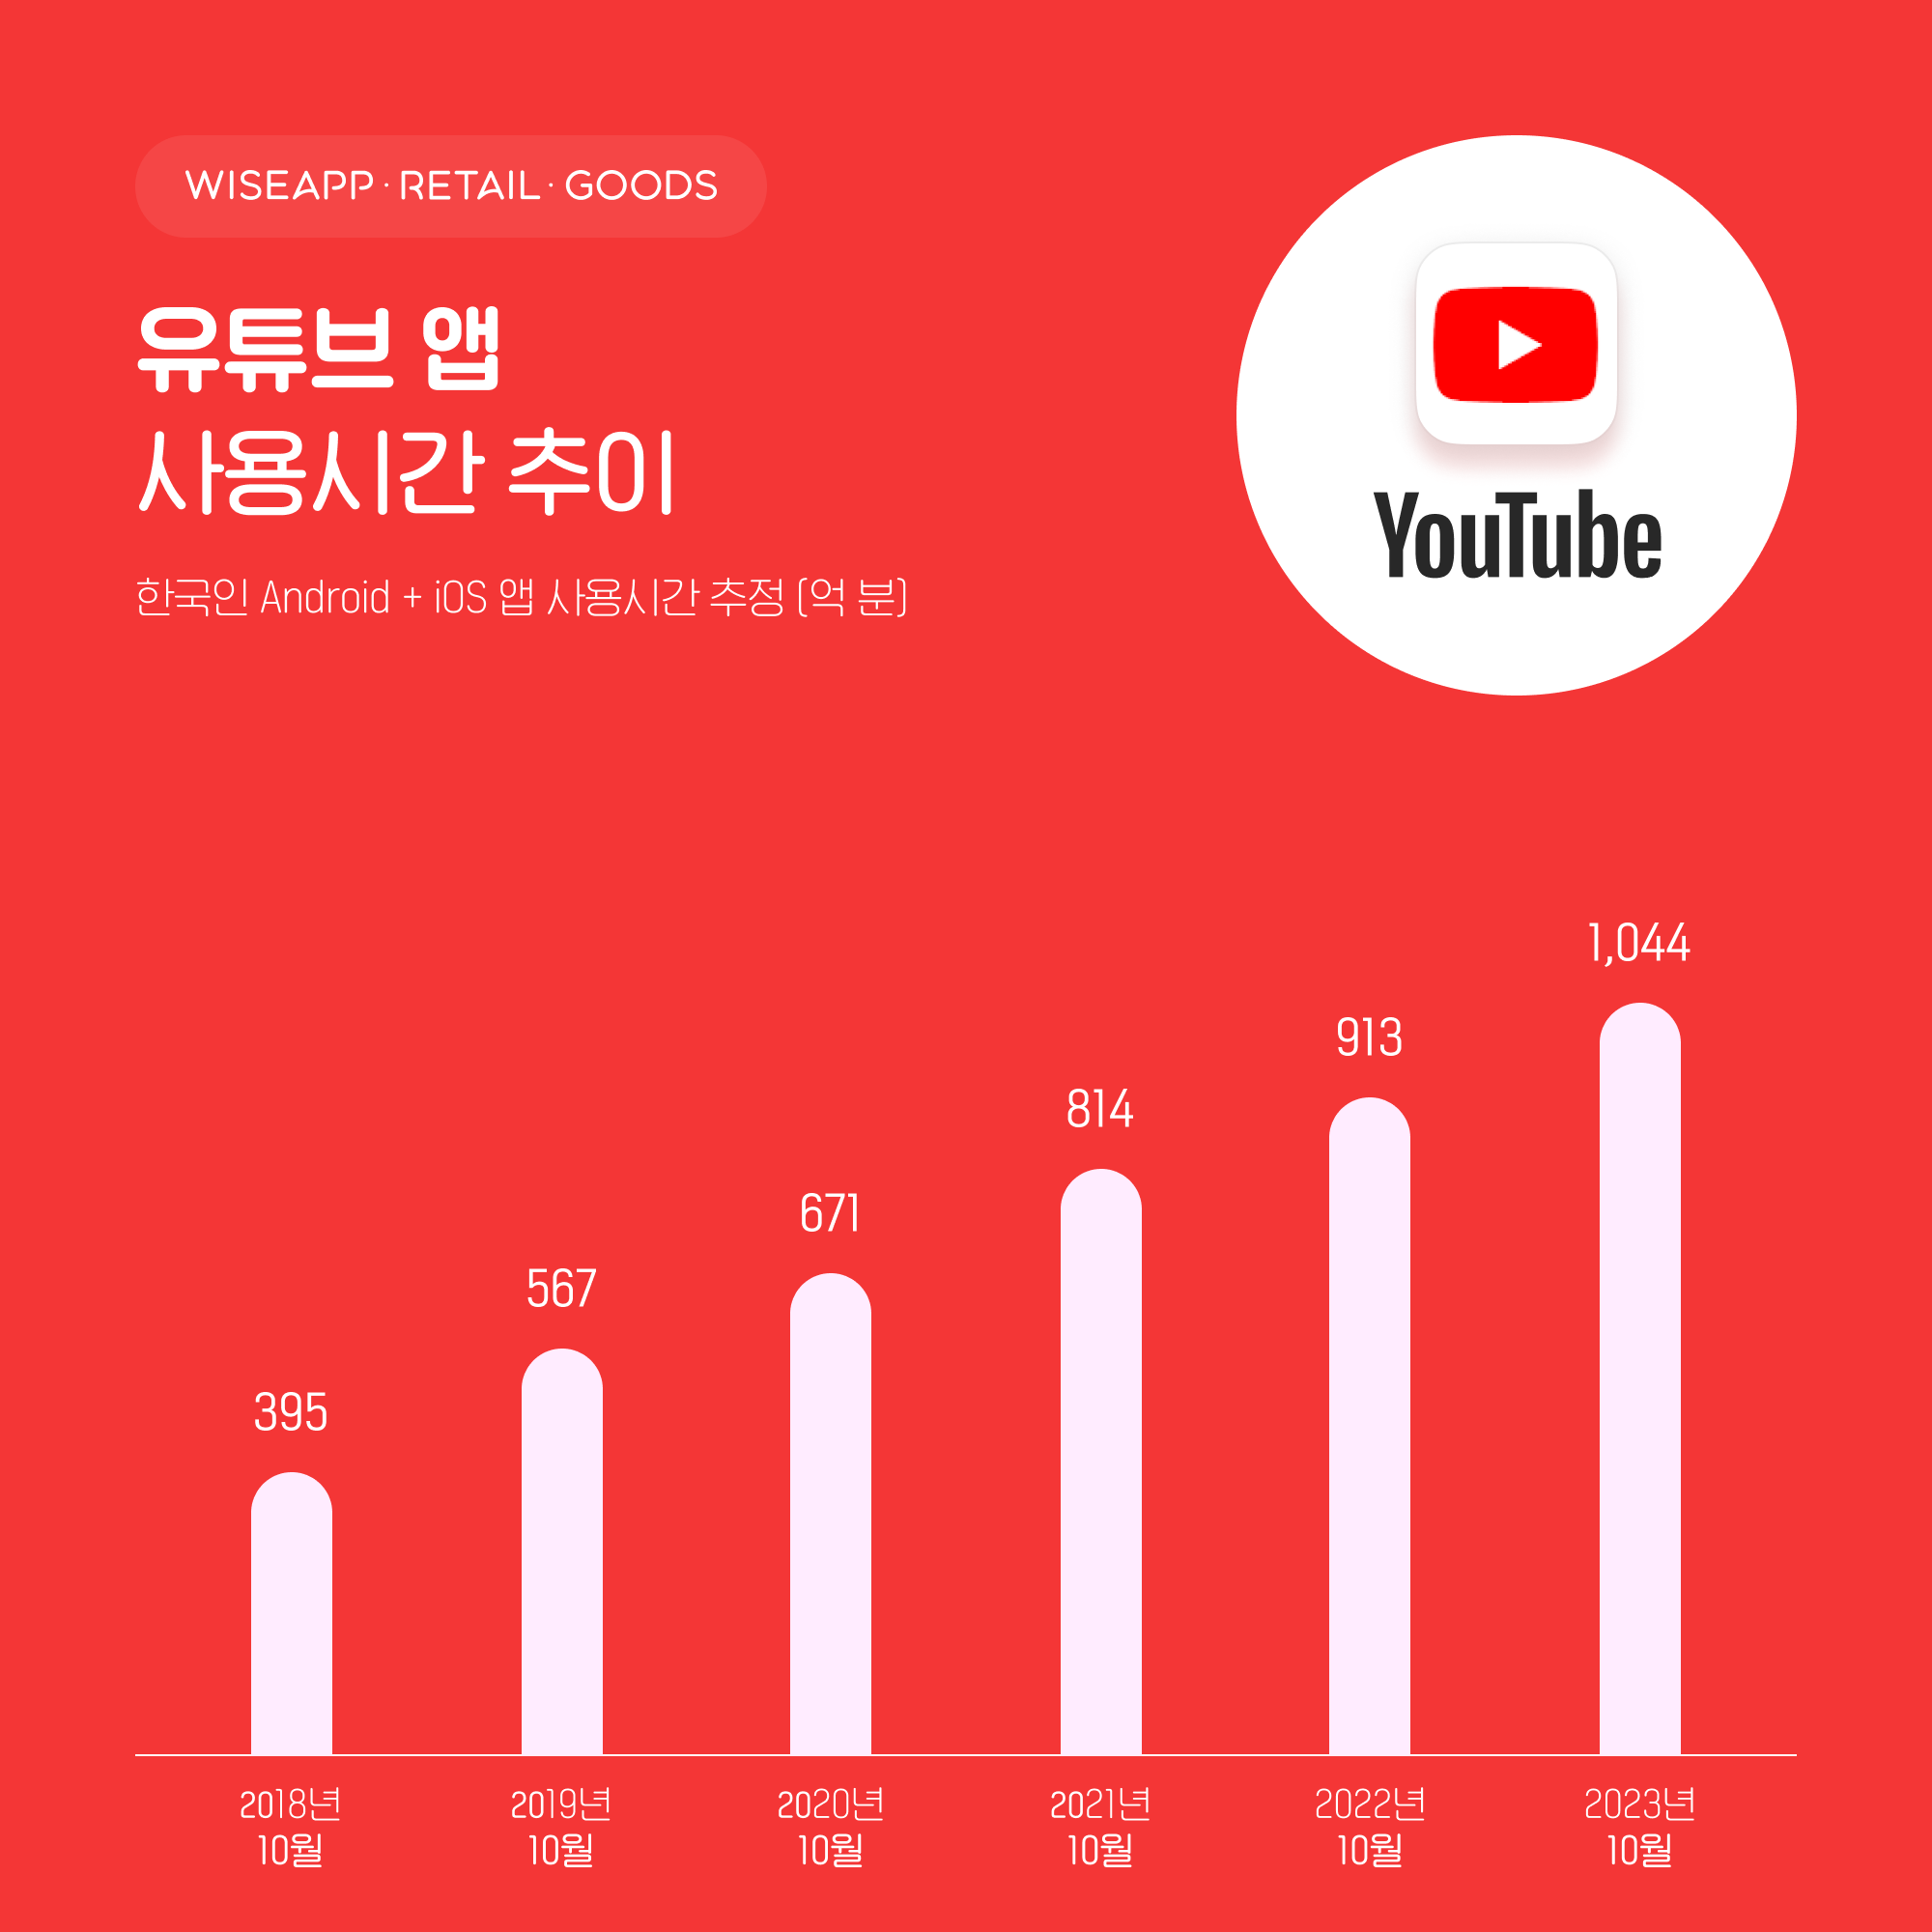 WISEAPP·RETAIL·GOODS
유튜브 앱
사용시간 추이
한국인 Android + iOS 앱 사용시간 추정 (억 분)
YouTube
395
567
671
814
913
1,044
2018년
10월
2019년
10월
2020년
10월
2021년
10월
2022년
10월
2023년
10월